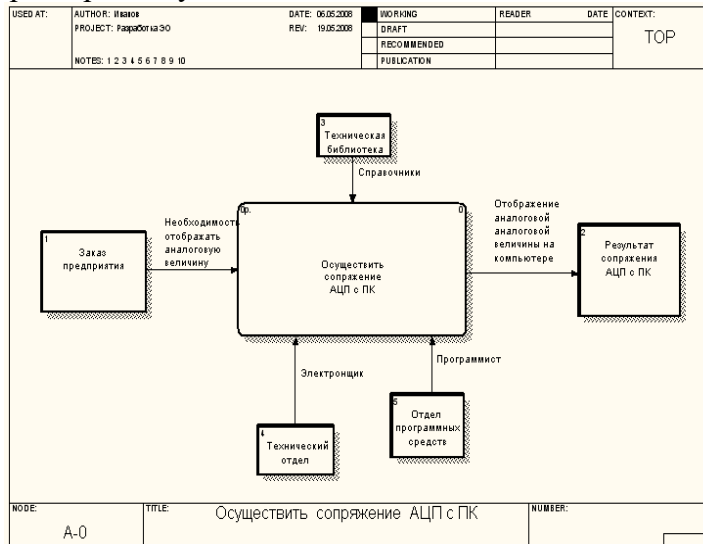 USED AT:
AUTHOR: Иванов
DATE: 06.05.2008
WORKING
READER
DATE
CONTEXT:
PROJECT: Разработка ЭО
REV: 19.05.2008
DRAFT
TOP
RECOMMENDED
NOTES: 1 2 3 4 5 6 7 8 9 10
PUBLICATION
3
Техническая
библиотека
Справочники
Необходимость
отображать
аналоговую
величину
0р.
0
Отображение
аналоговой
аналоговой
величины на
компьютере
1
Заказ
предприятия
Осуществить
сопряжение
АЦП с ПК
2
Результат
сопряжения
АЦП с ПК
Электронщик
Программист
4
Технический
отдел
5
Отдел
программных
средств
NODE:
A-0
TITLE:
Осуществить сопряжение АЦП с ПК
NUMBER: